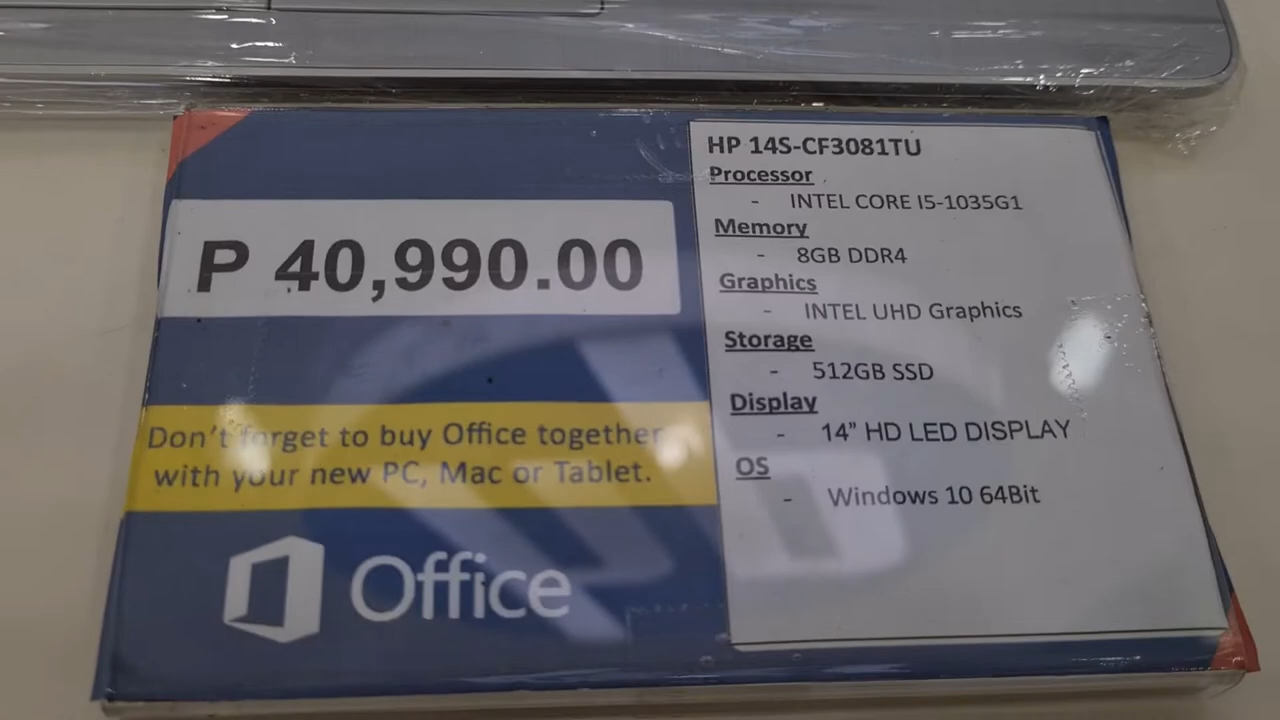 P 40,990.00
Don't forget to buy Office together
with your new PC, Mac or Tablet.
Office
HP 14S-CF3081TU
Processor
- INTEL CORE I5-1035G1
Memory
- 8GB DDR4
Graphics
- INTEL UHD Graphics
Storage
- 512GB SSD
Display
- 14” HD LED DISPLAY
OS
- Windows 10 64Bit